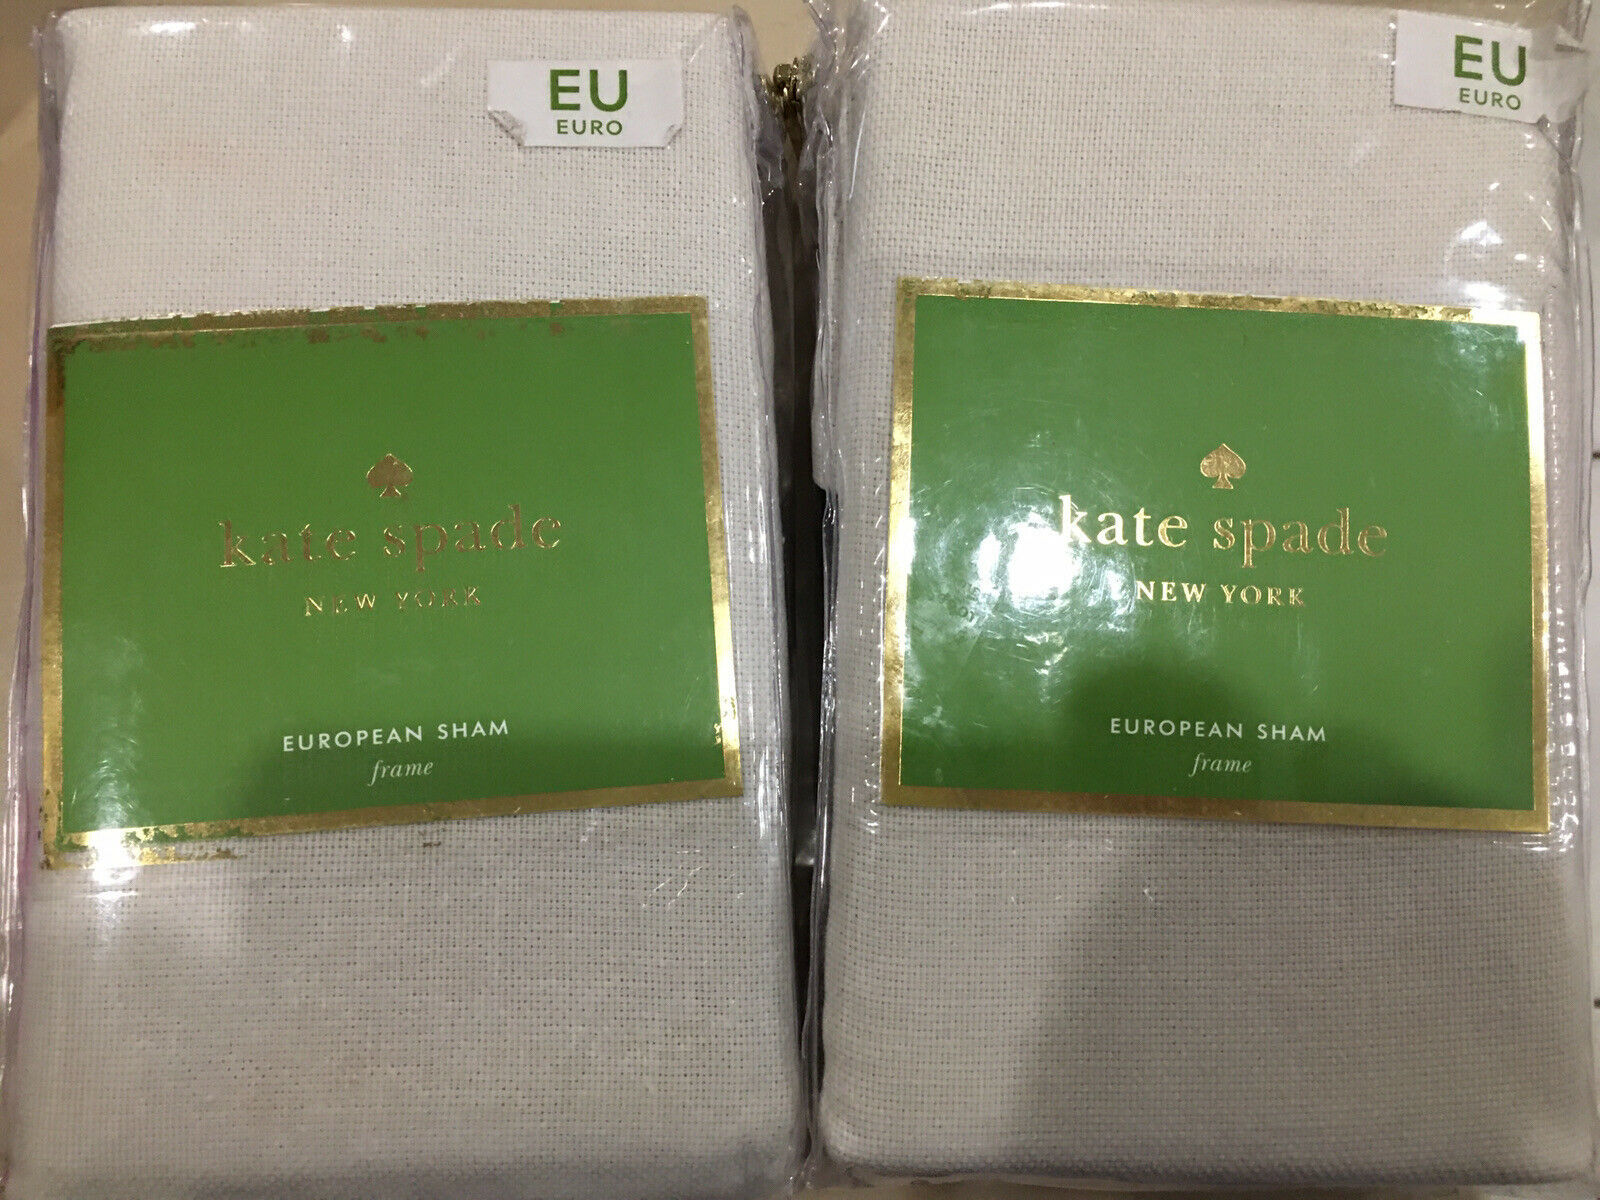 EU
EURO
kate spade
NEW YORK
EUROPEAN SHAM
frame
EU
EURO
kate spade
NEW YORK
EUROPEAN SHAM
frame